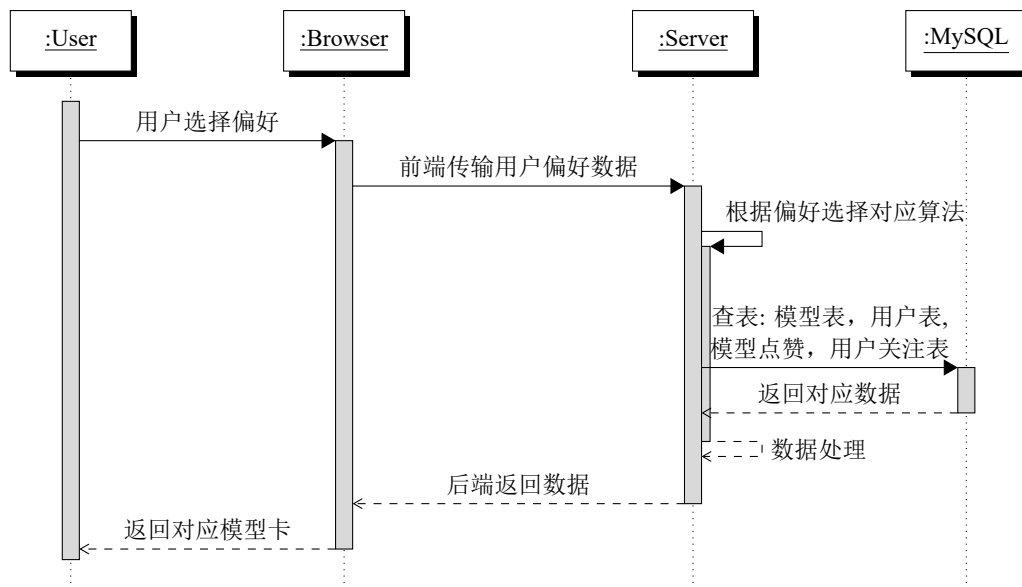 :User
:Browser
:Server
:MySQL
用户选择偏好
前端传输用户偏好数据
根据偏好选择对应算法
查表: 模型表，用户表,
模型点赞，用户关注表
返回对应数据
数据处理
后端返回数据
返回对应模型卡